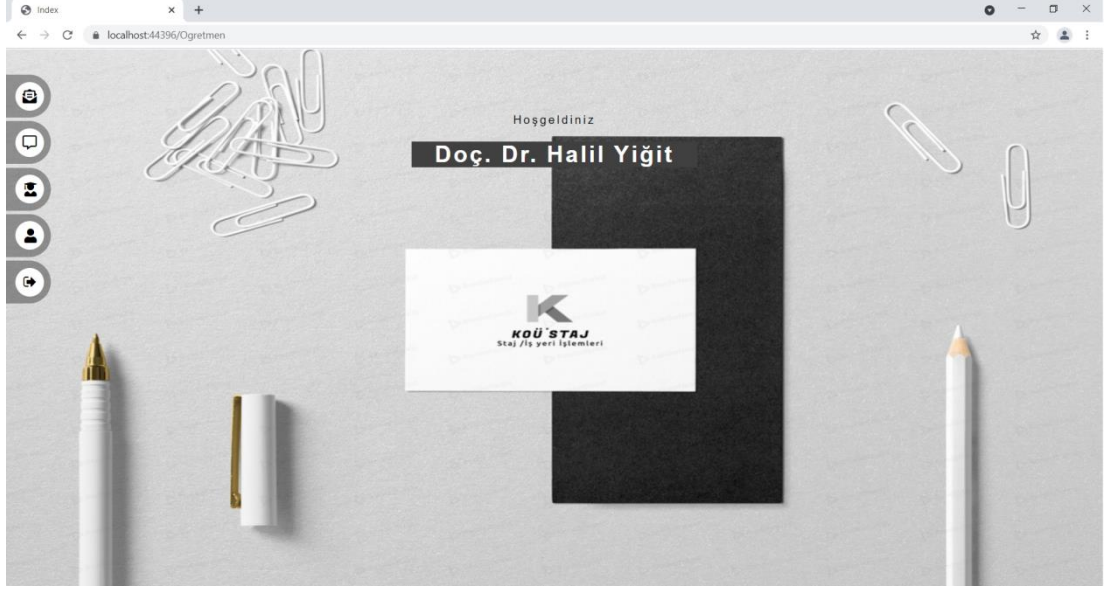 Index
localhost:44396/Ogretmen
Hoşgeldiniz
Doç. Dr. Halil Yiğit
K
KOÜ STAJ
Staj /İş yeri İşlemleri